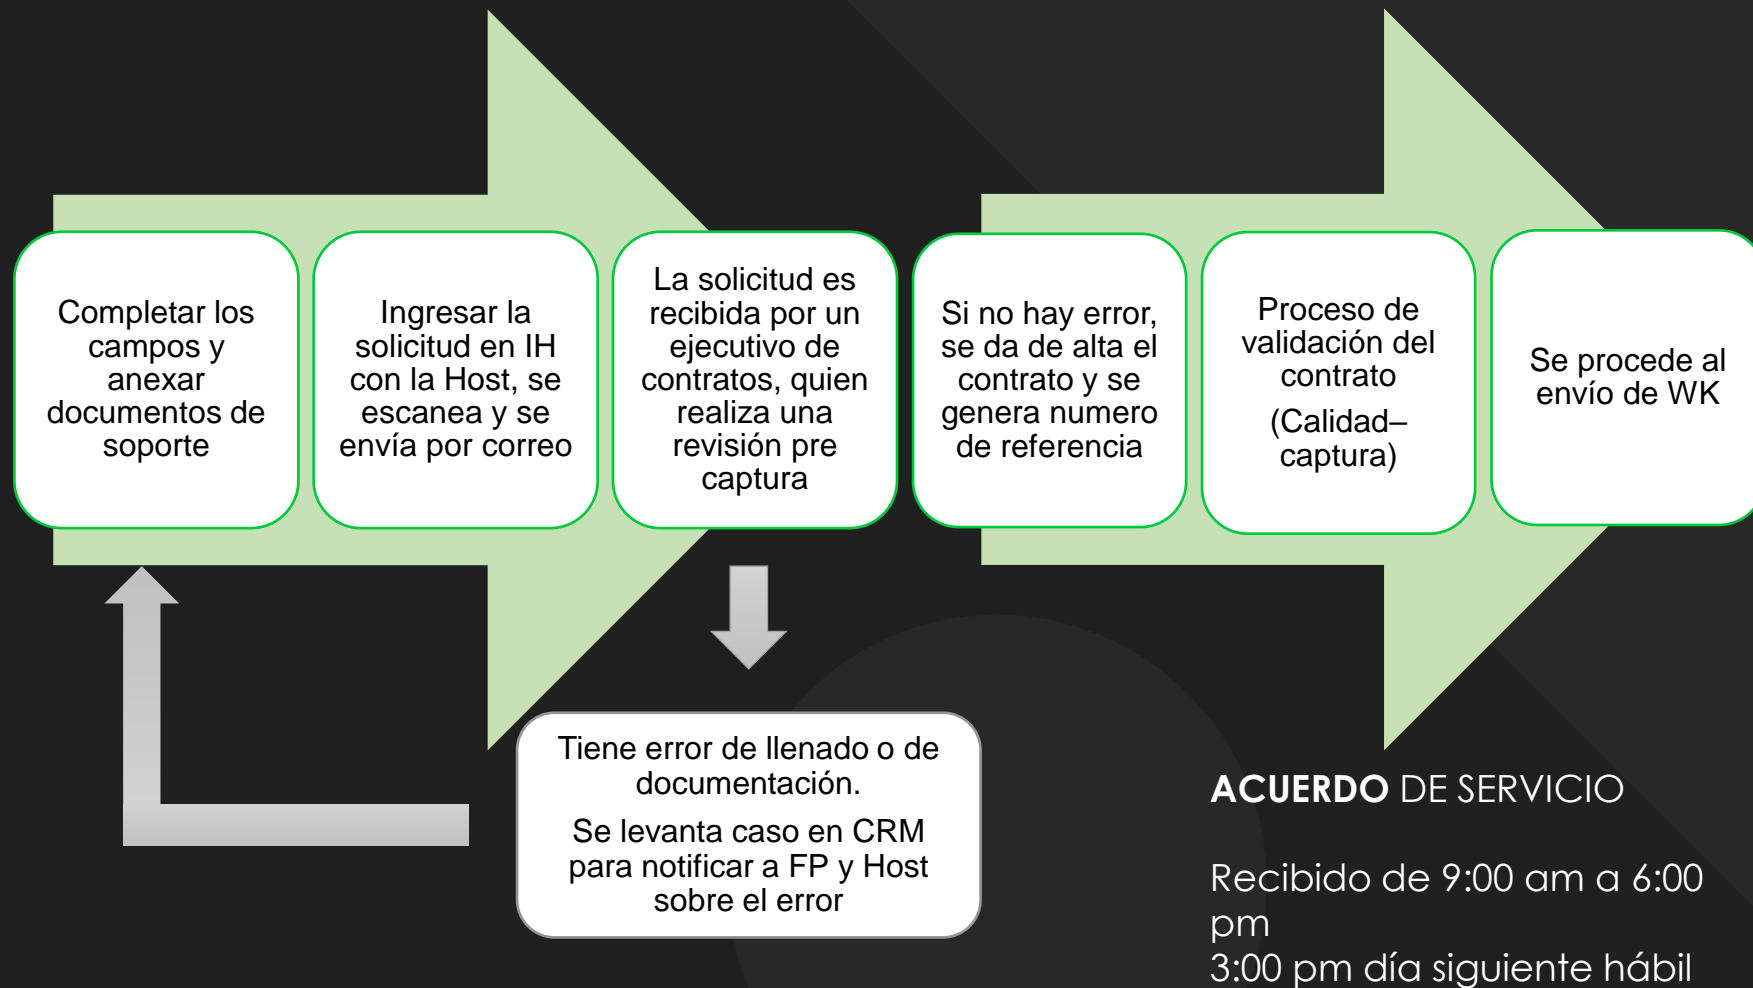 Completar los
campos y
anexar
documentos de
soporte
Ingresar la
solicitud en IH
con la Host, se
escanea y se
envía por correo
La solicitud es
recibida por un
ejecutivo de
contratos, quien
realiza una
revisión pre
captura
Si no hay error,
se da de alta el
contrato y se
genera numero
de referencia
Proceso de
validación del
contrato
(Calidad–
captura)
Se procede al
envío de WK
Tiene error de llenado o de
documentación.
Se levanta caso en CRM
para notificar a FP y Host
sobre el error
ACUERDO DE SERVICIO
Recibido de 9:00 am a 6:00
pm
3:00 pm día siguiente hábil